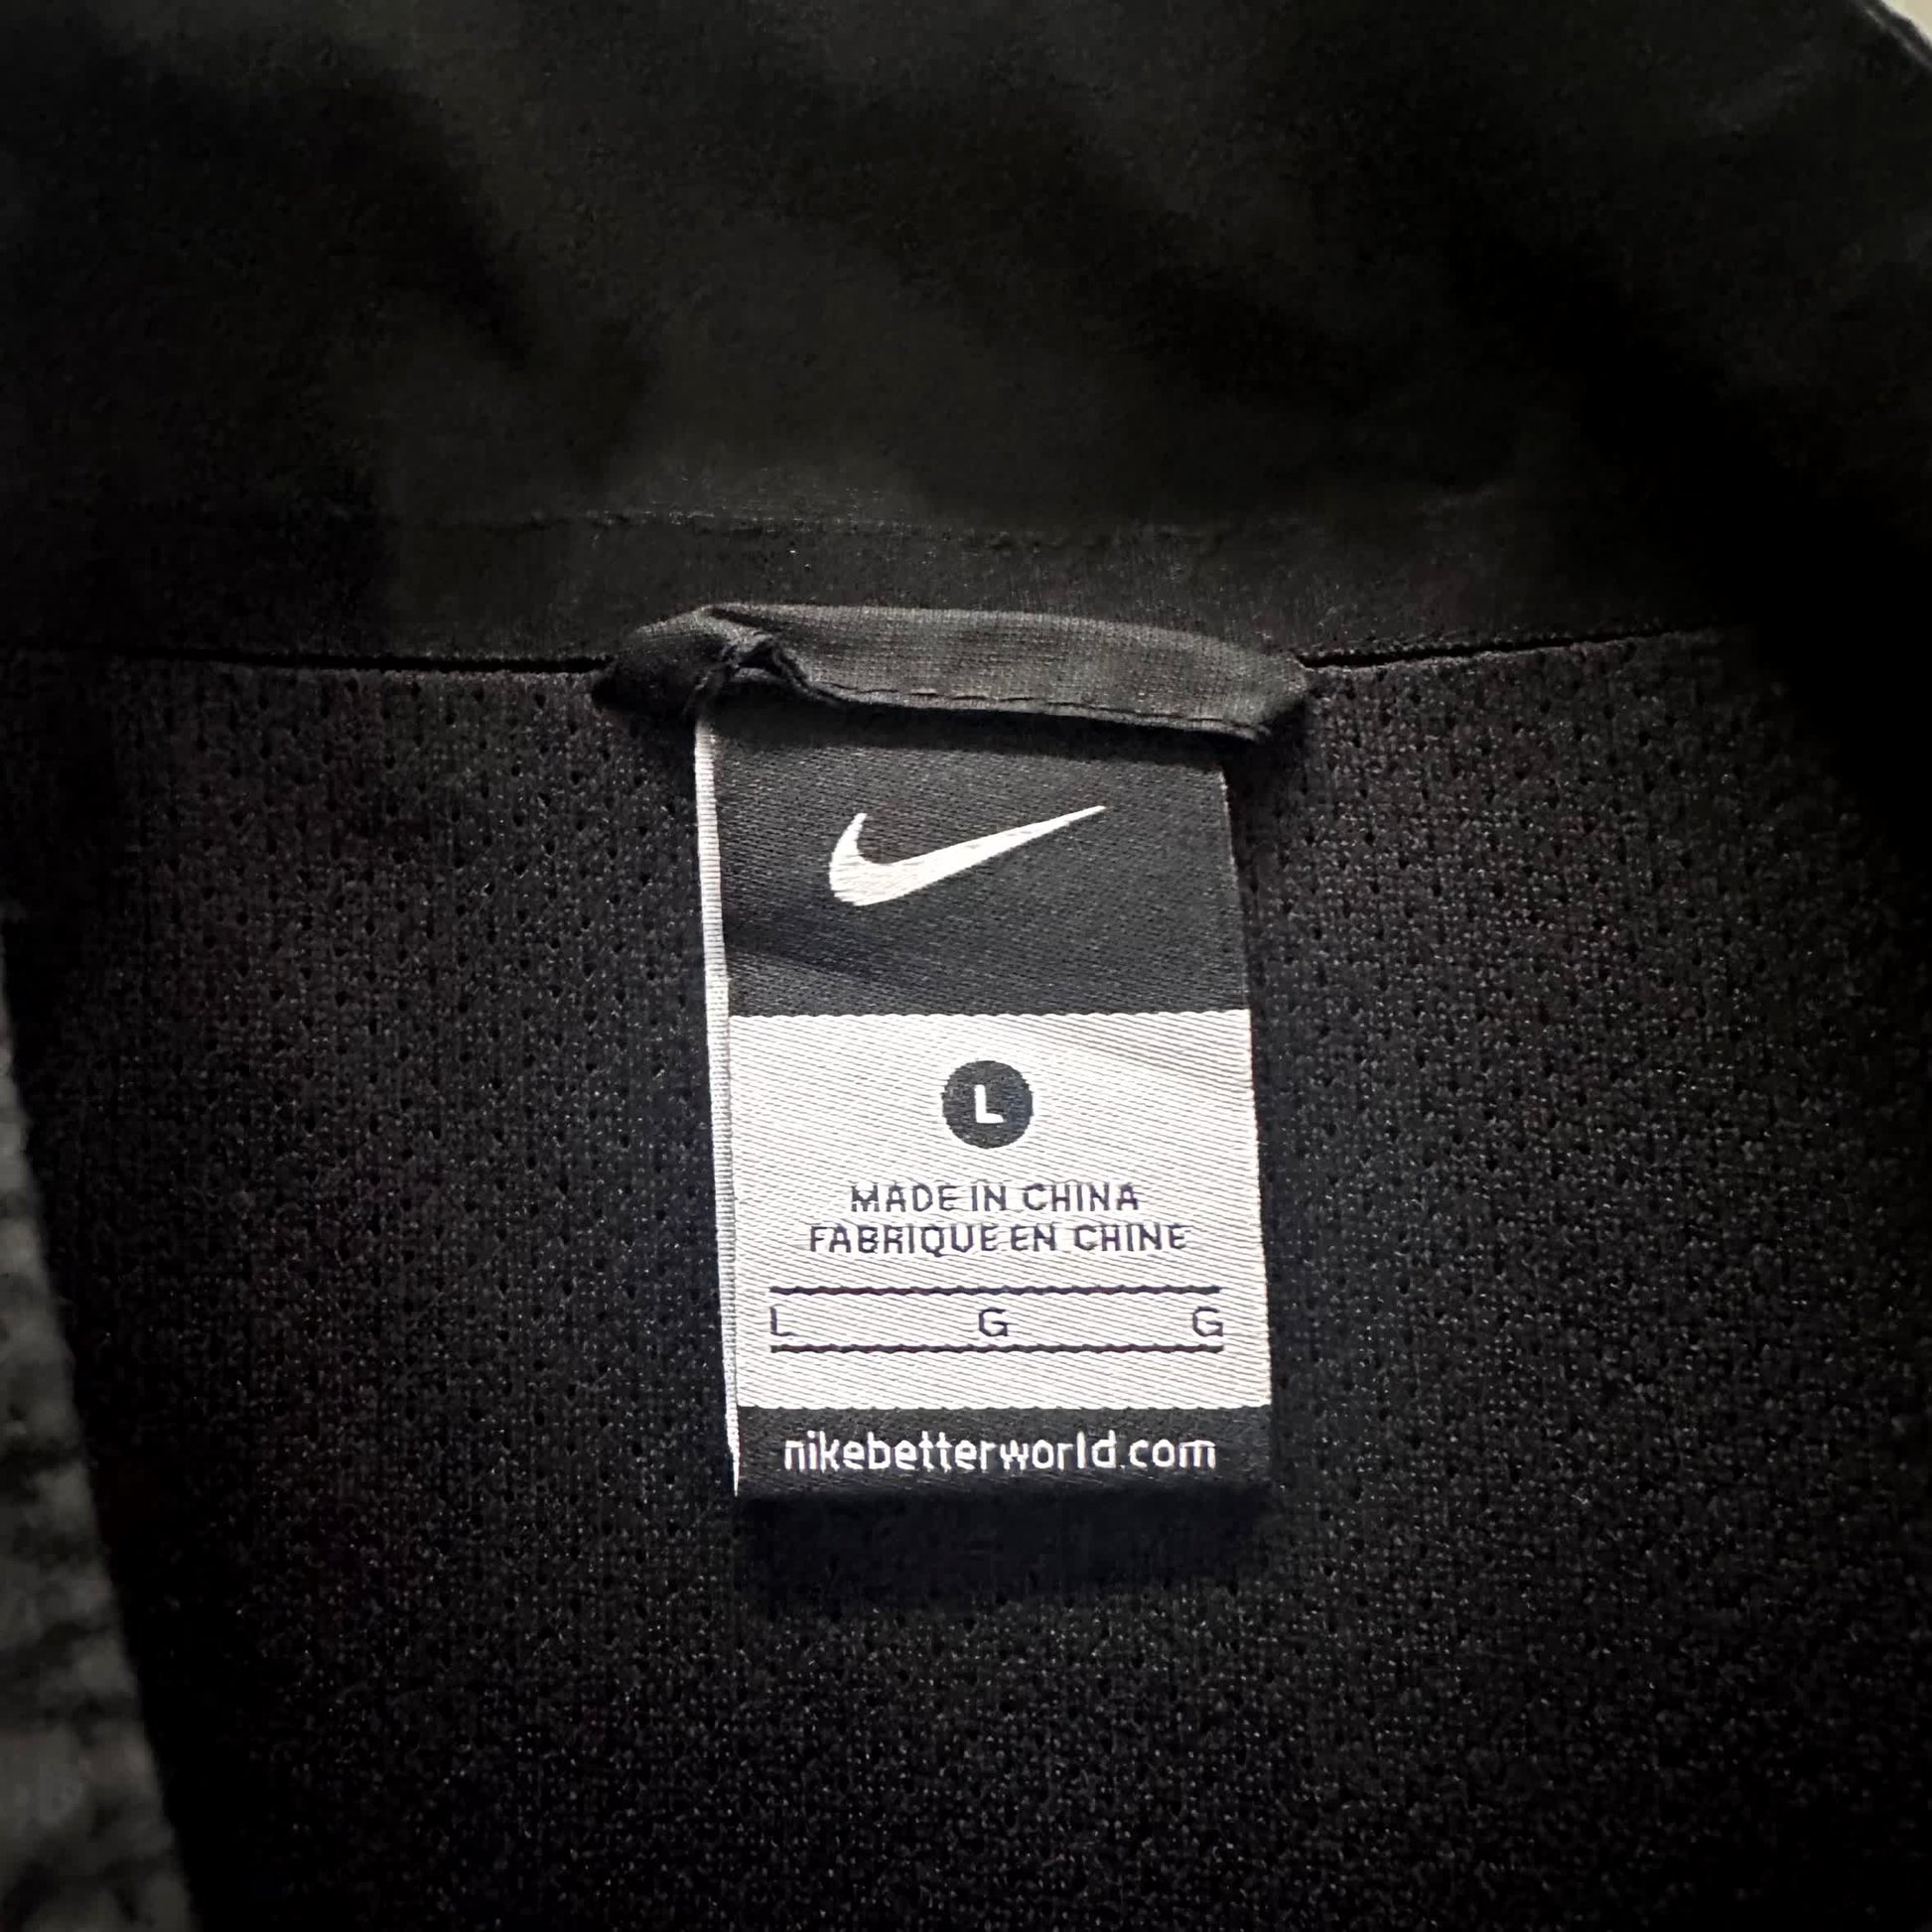 L
MADE IN CHINA
FABRIQUE EN CHINE
L G G
nikebetterworld.com